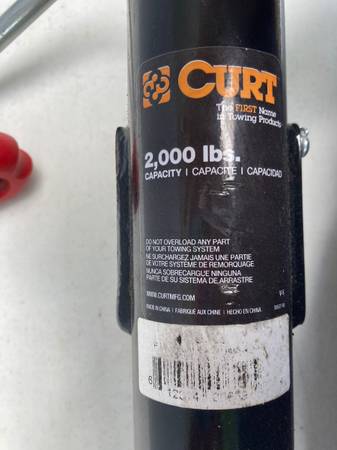 CURT
The FIRST Name
in Towing Products
2,000 lbs.
CAPACITY | CAPACITÉ | CAPACIDAD
DO NOT OVERLOAD ANY PART
OF YOUR TOWING SYSTEM
NE SURCHARGEZ JAMAIS UNE PARTIE
DE VOTRE SYSTÈME DE REMORQUAGE
NUNCA SOBRECARGUE NINGUNA
PARTE DE SU SISTEMA DE ARRASTRE
WWW.CURTMFG.COM
MADE IN CHINA | FABRIQUÉ AUX CHINE | HECHO EN CHINA
6